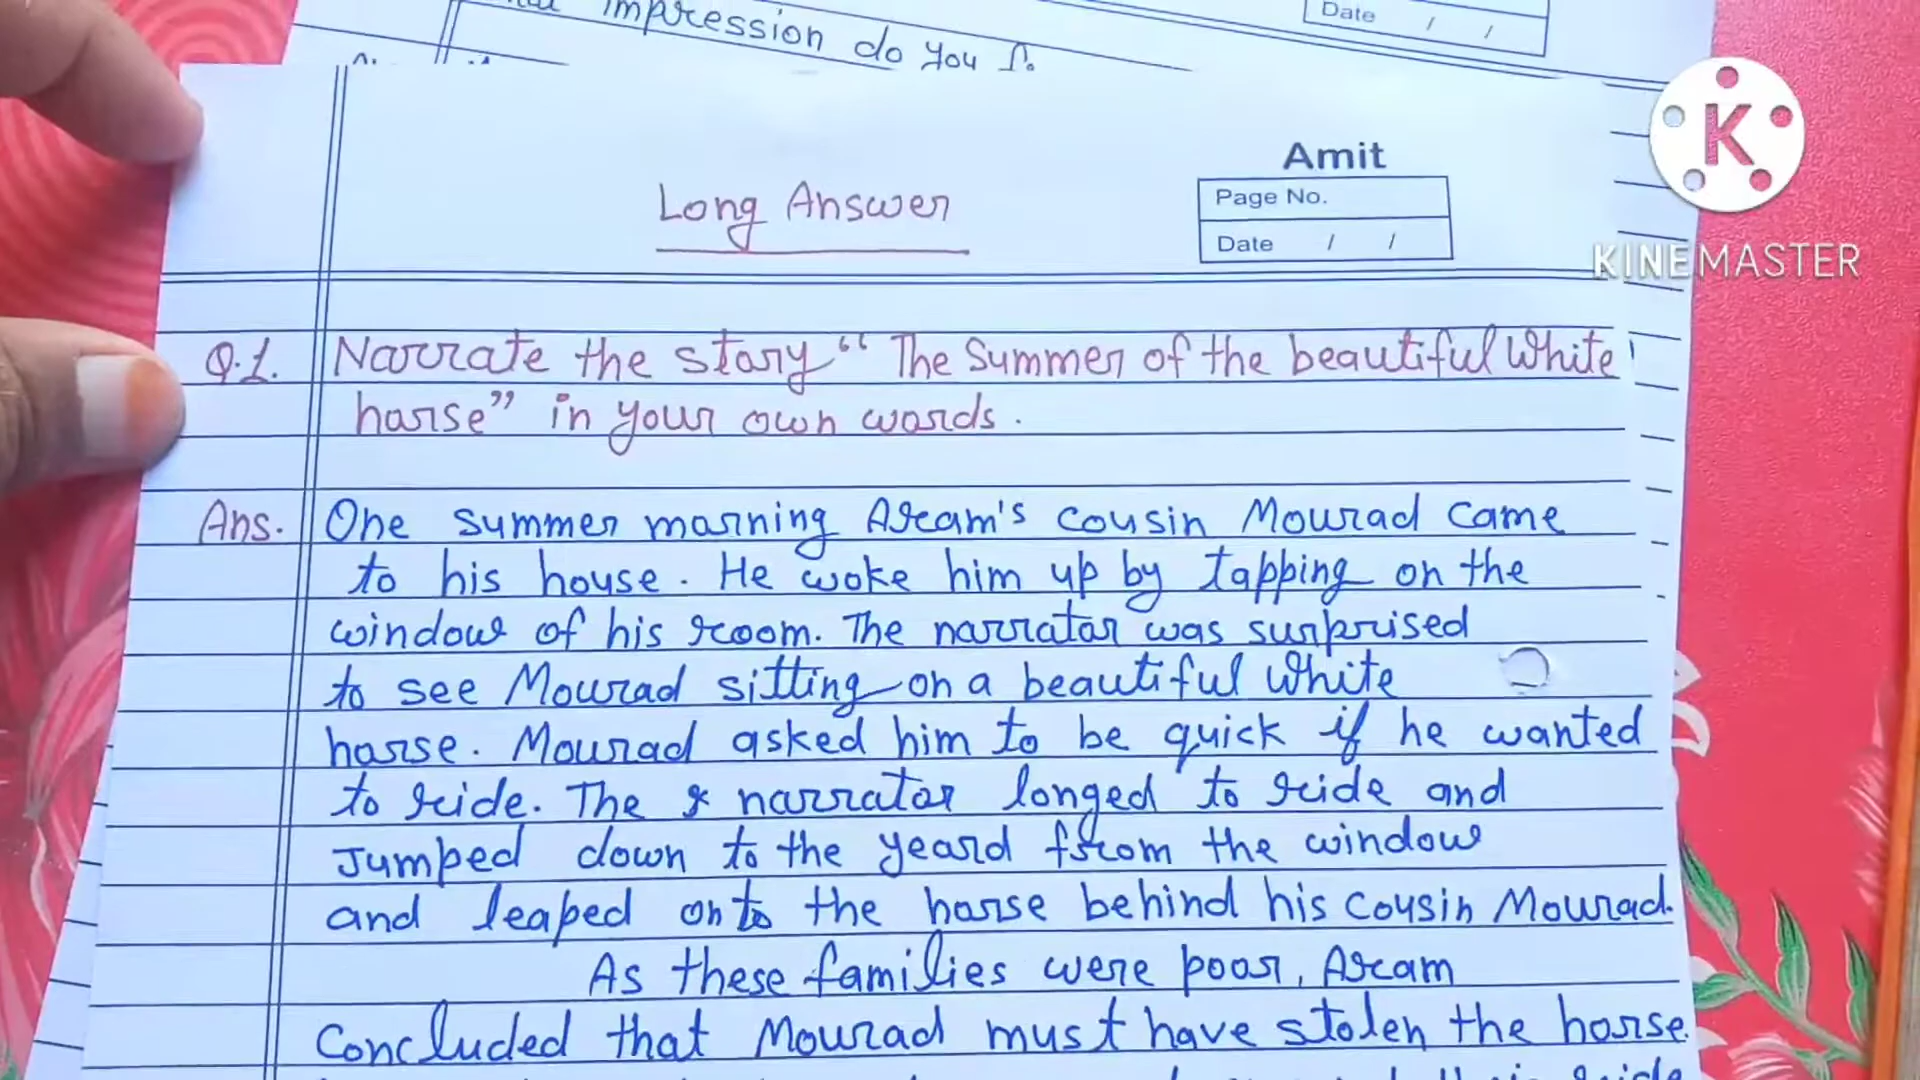 impression do you
Date / /
Amit
Page No.
Date / /
Long Answer
K
KINEMASTER
Q.1. Narrate the story "The Summer of the beautiful White
horse" in your own words.
Ans. One summer morning Aram's cousin Mourad came
to his house. He woke him up by tapping on the
window of his room. The narrator was surprised
to see Mourad sitting on a beautiful White
horse. Mourad asked him to be quick if he wanted
to ride. The narrator longed to ride and
Jumped down to the yeard from the window
and leaped onto the horse behind his cousin Mourad.
As these families were poor, Aram
Concluded that Mourad must have stolen the horse.
ride